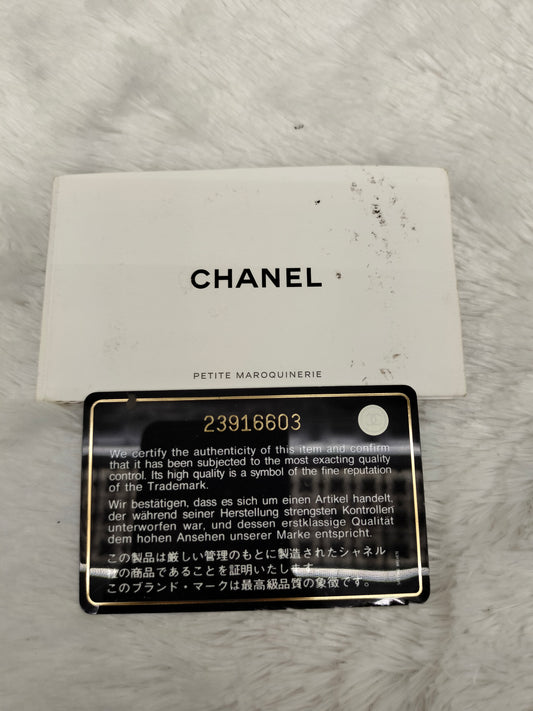 CHANEL
PETITE MAROQUINERIE
23916603
We certify the authenticity of this item and confirm
that it has been subjected to the most exacting quality
control. Its high quality is a symbol of the fine reputation
of the Trademark.
Wir bestätigen, dass es sich um einen Artikel handelt,
der während seiner Herstellung strengsten Kontrollen
unterworfen war, und dessen erstklassige Qualität
dem hohen Ansehen unserer Marke entspricht.
この製品は厳しい管理のもとに製造されたシャネル
社の商品であることを証明いたします。
このブランド・マークは最高級品質の象徴です。